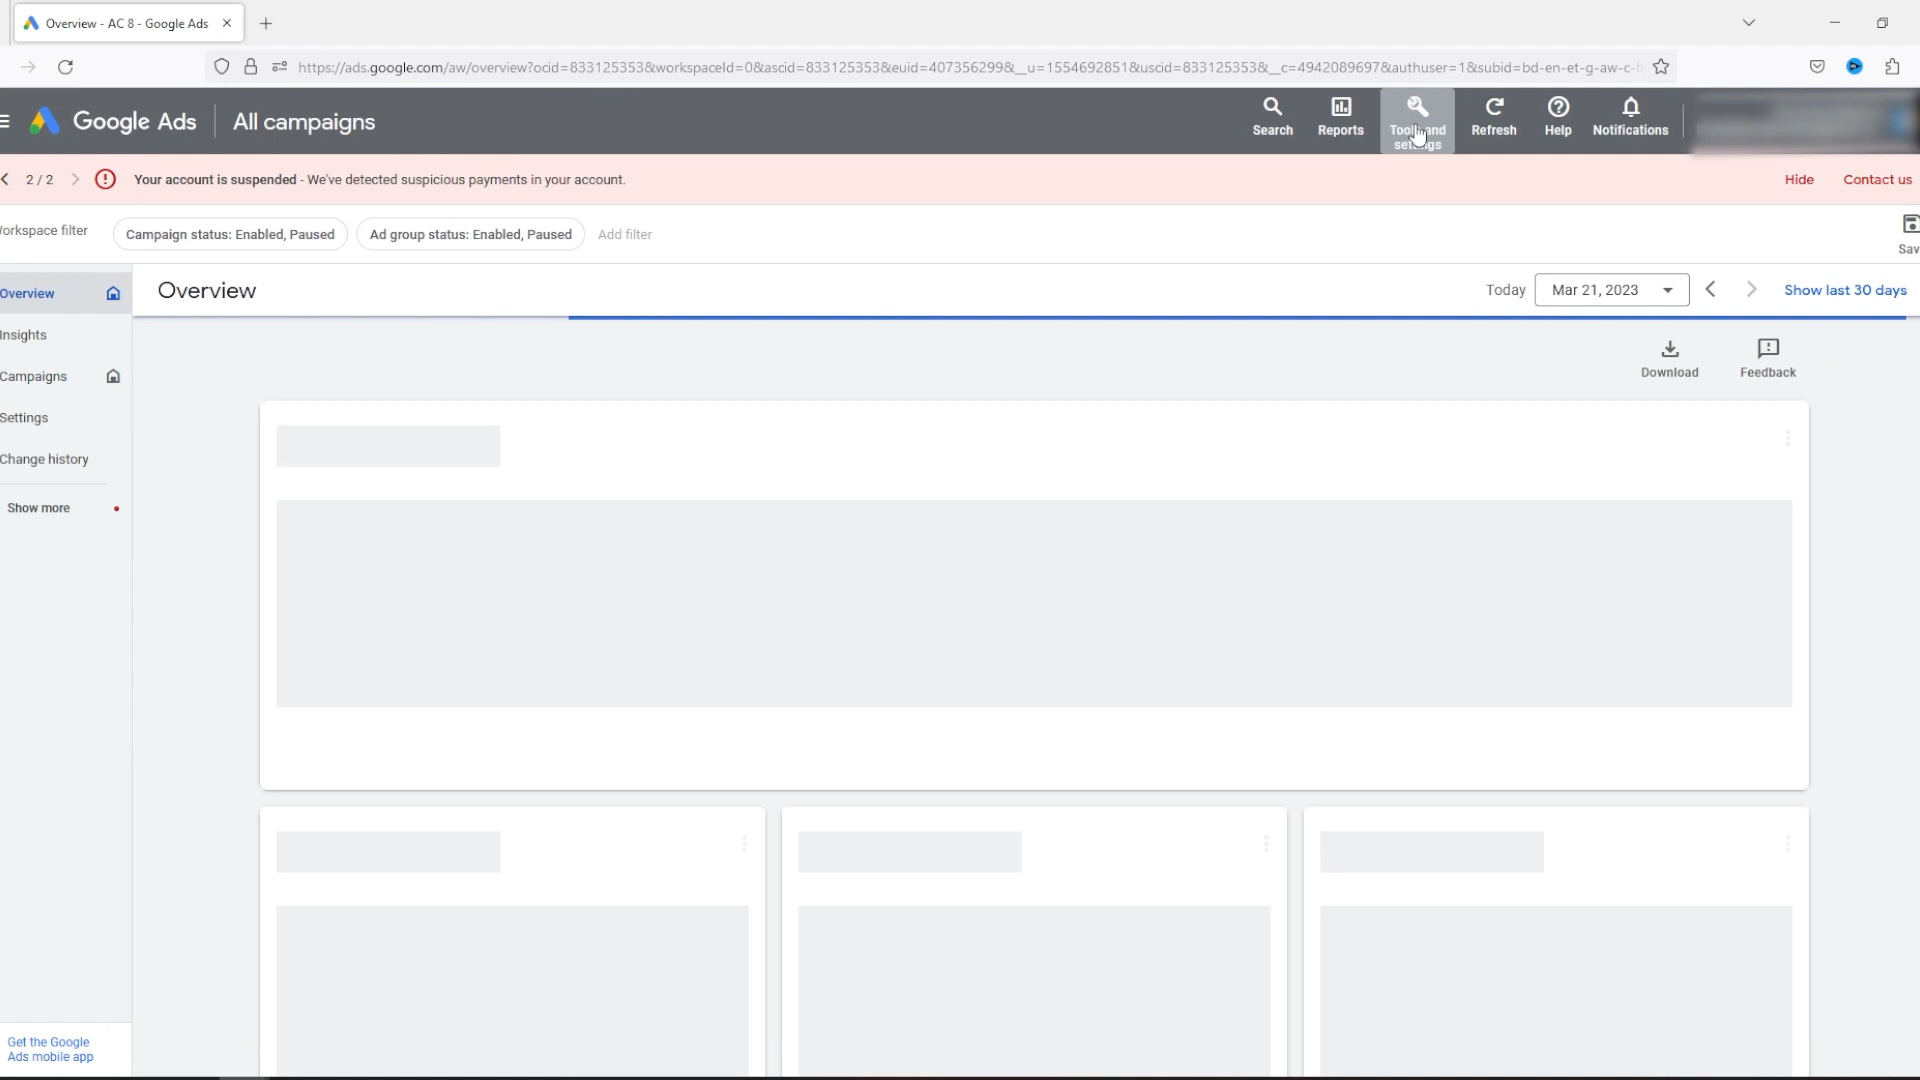 Overview - AC 8 - Google Ads
https://ads.google.com/aw/overview?ocid=833125353&workspaceId=0&ascid=833125353&euid=407356299&__u=1554692851&uscid=833125353&__c=4942089697&authuser=1&subid=bd-en-et-g-aw-c-h
Google Ads
All campaigns
Search
Reports
Tools and settings
Refresh
Help
Notifications
2 / 2
Your account is suspended - We've detected suspicious payments in your account.
Hide
Contact us
orkspace filter
Campaign status: Enabled, Paused
Ad group status: Enabled, Paused
Add filter
Sav
Overview
Insights
Campaigns
Settings
Change history
Show more
Overview
Today
Mar 21, 2023
Show last 30 days
Download
Feedback
Get the Google
Ads mobile app